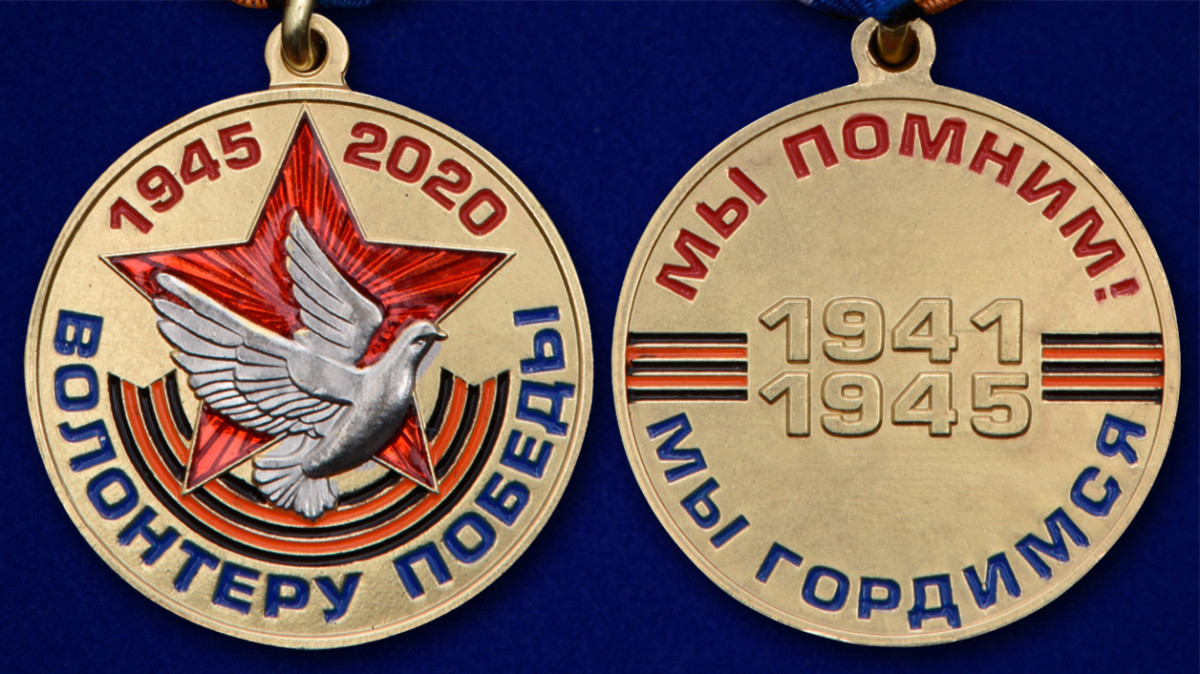 1945 2020
ВОЛОНТЕРУ ПОБЕДЫ
МЫ ПОМНИМ!
1941
1945
МЫ ГОРДИМСЯ